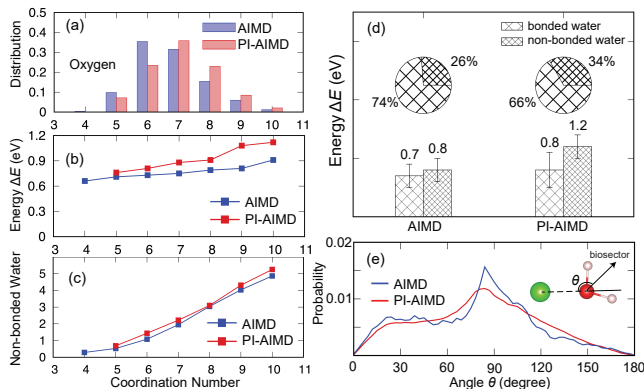 (a)
AIMD
PI-AIMD
Oxygen
Distribution
0.5
0.4
0.3
0.2
0.1
0
3 4 5 6 7 8 9 10 11
(b)
Energy ΔE (eV)
1.2
0.9
0.6
0.3
0
AIMD
PI-AIMD
3 4 5 6 7 8 9 10 11
(c)
Non-bonded Water
5
4
3
2
1
0
AIMD
PI-AIMD
3 4 5 6 7 8 9 10 11
Coordination Number
(d)
bonded water
non-bonded water
Energy ΔE (eV)
26%
74%
34%
66%
0.7 0.8
0.8 1.2
AIMD PI-AIMD
(e)
Probability
0.02
0.01
0
AIMD
PI-AIMD
biosector
θ
0 30 60 90 120 150 180
Angle θ (degree)